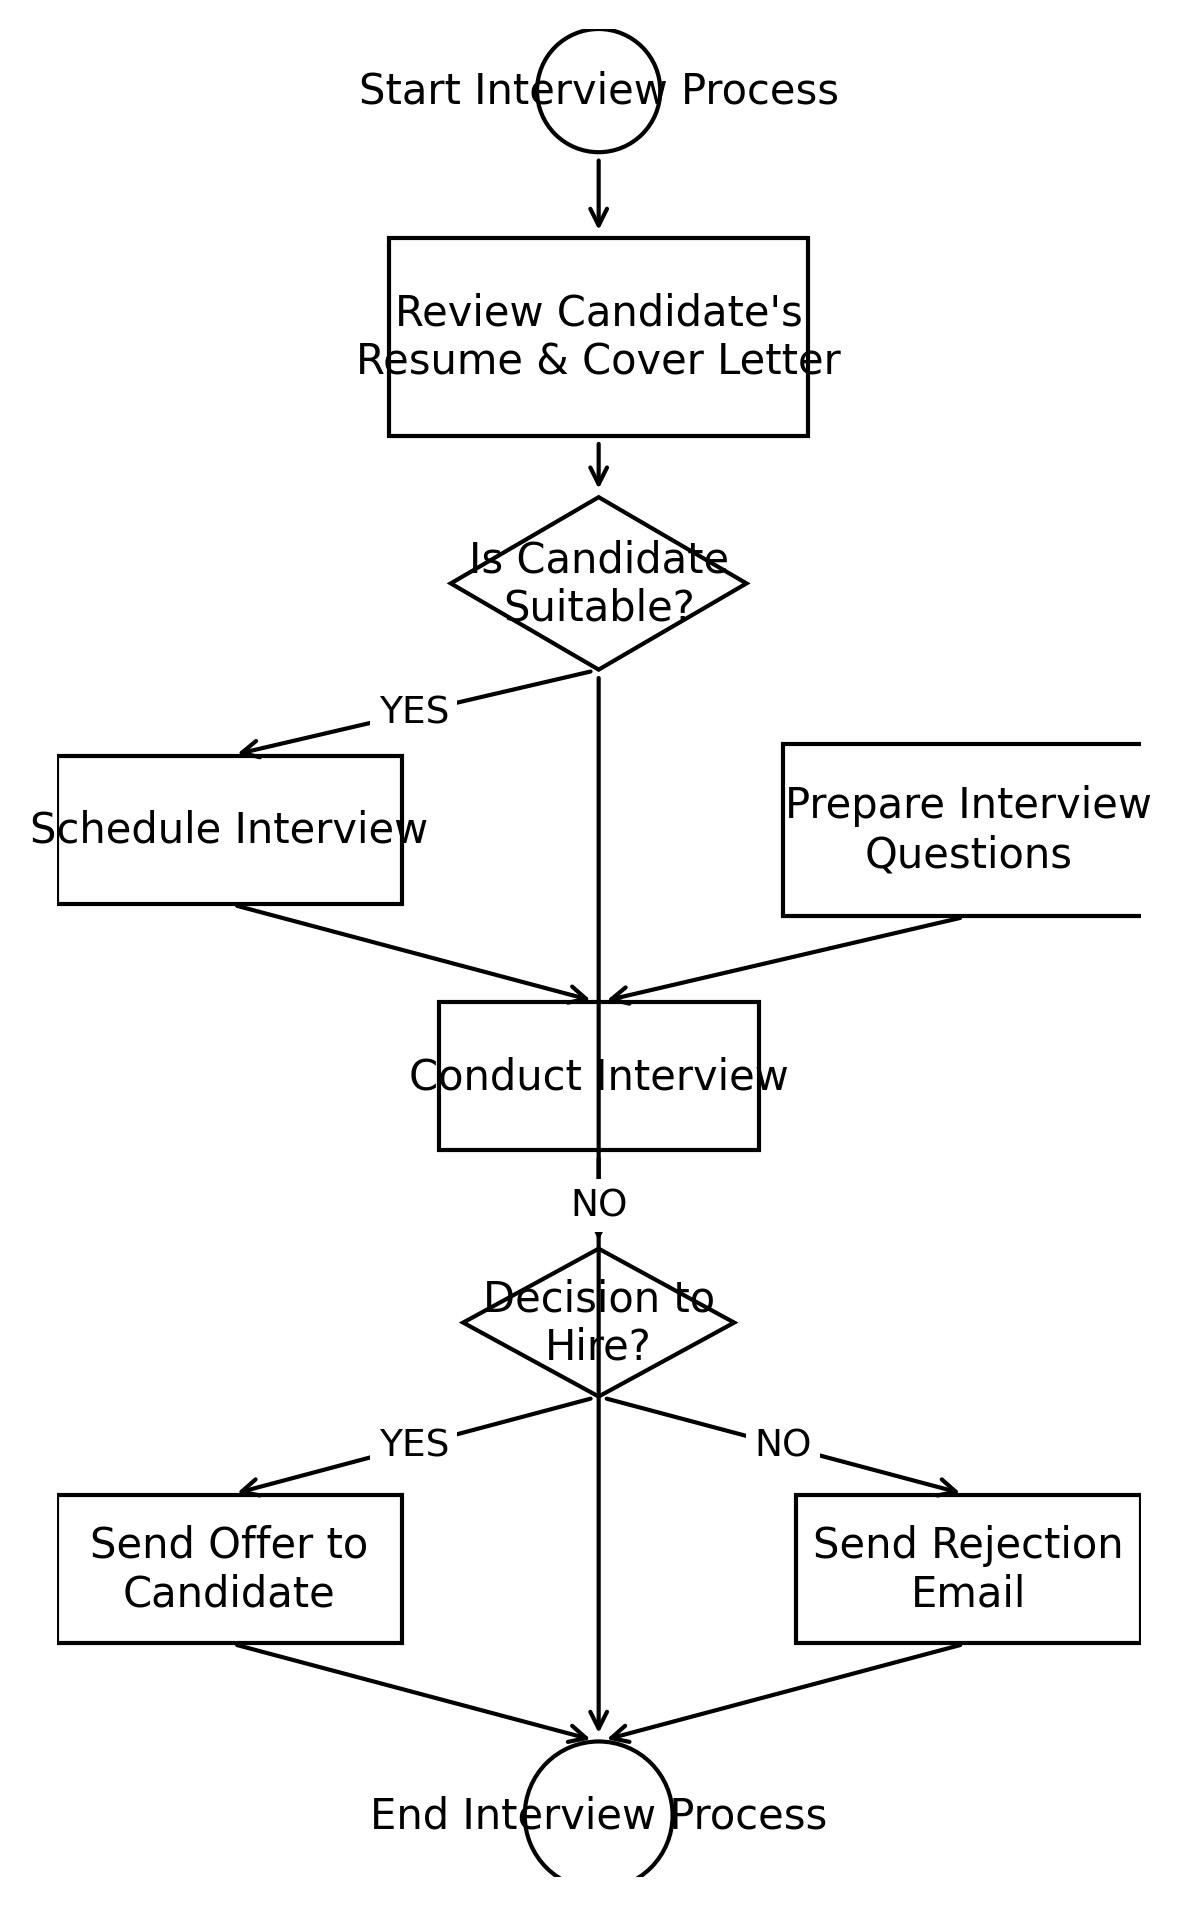 Start Interview Process
Review Candidate's
Resume & Cover Letter
Is Candidate
Suitable?
YES
Schedule Interview
Prepare Interview
Questions
Conduct Interview
NO
Decision to
Hire?
YES
NO
Send Offer to
Candidate
Send Rejection
Email
End Interview Process